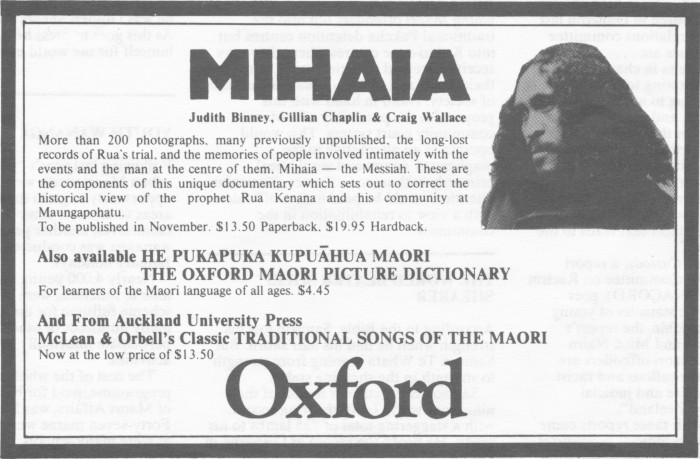 MIHAIA
Judith Binney, Gillian Chaplin & Craig Wallace
More than 200 photographs, many previously unpublished, the long-lost
records of Rua's trial, and the memories of people involved intimately with the
events and the man at the centre of them. Mihaia — the Messiah. These are
the components of this unique documentary which sets out to correct the
historical view of the prophet Rua Kenana and his community at
Maungapohatu.
To be published in November. $13.50 Paperback, $19.95 Hardback.
Also available HE PUKAPUKA KUPUĀHUA MAORI
THE OXFORD MAORI PICTURE DICTIONARY
For learners of the Maori language of all ages. $4.45
And From Auckland University Press
McLean & Orbell's Classic TRADITIONAL SONGS OF THE MAORI
Now at the low price of $13.50
Oxford